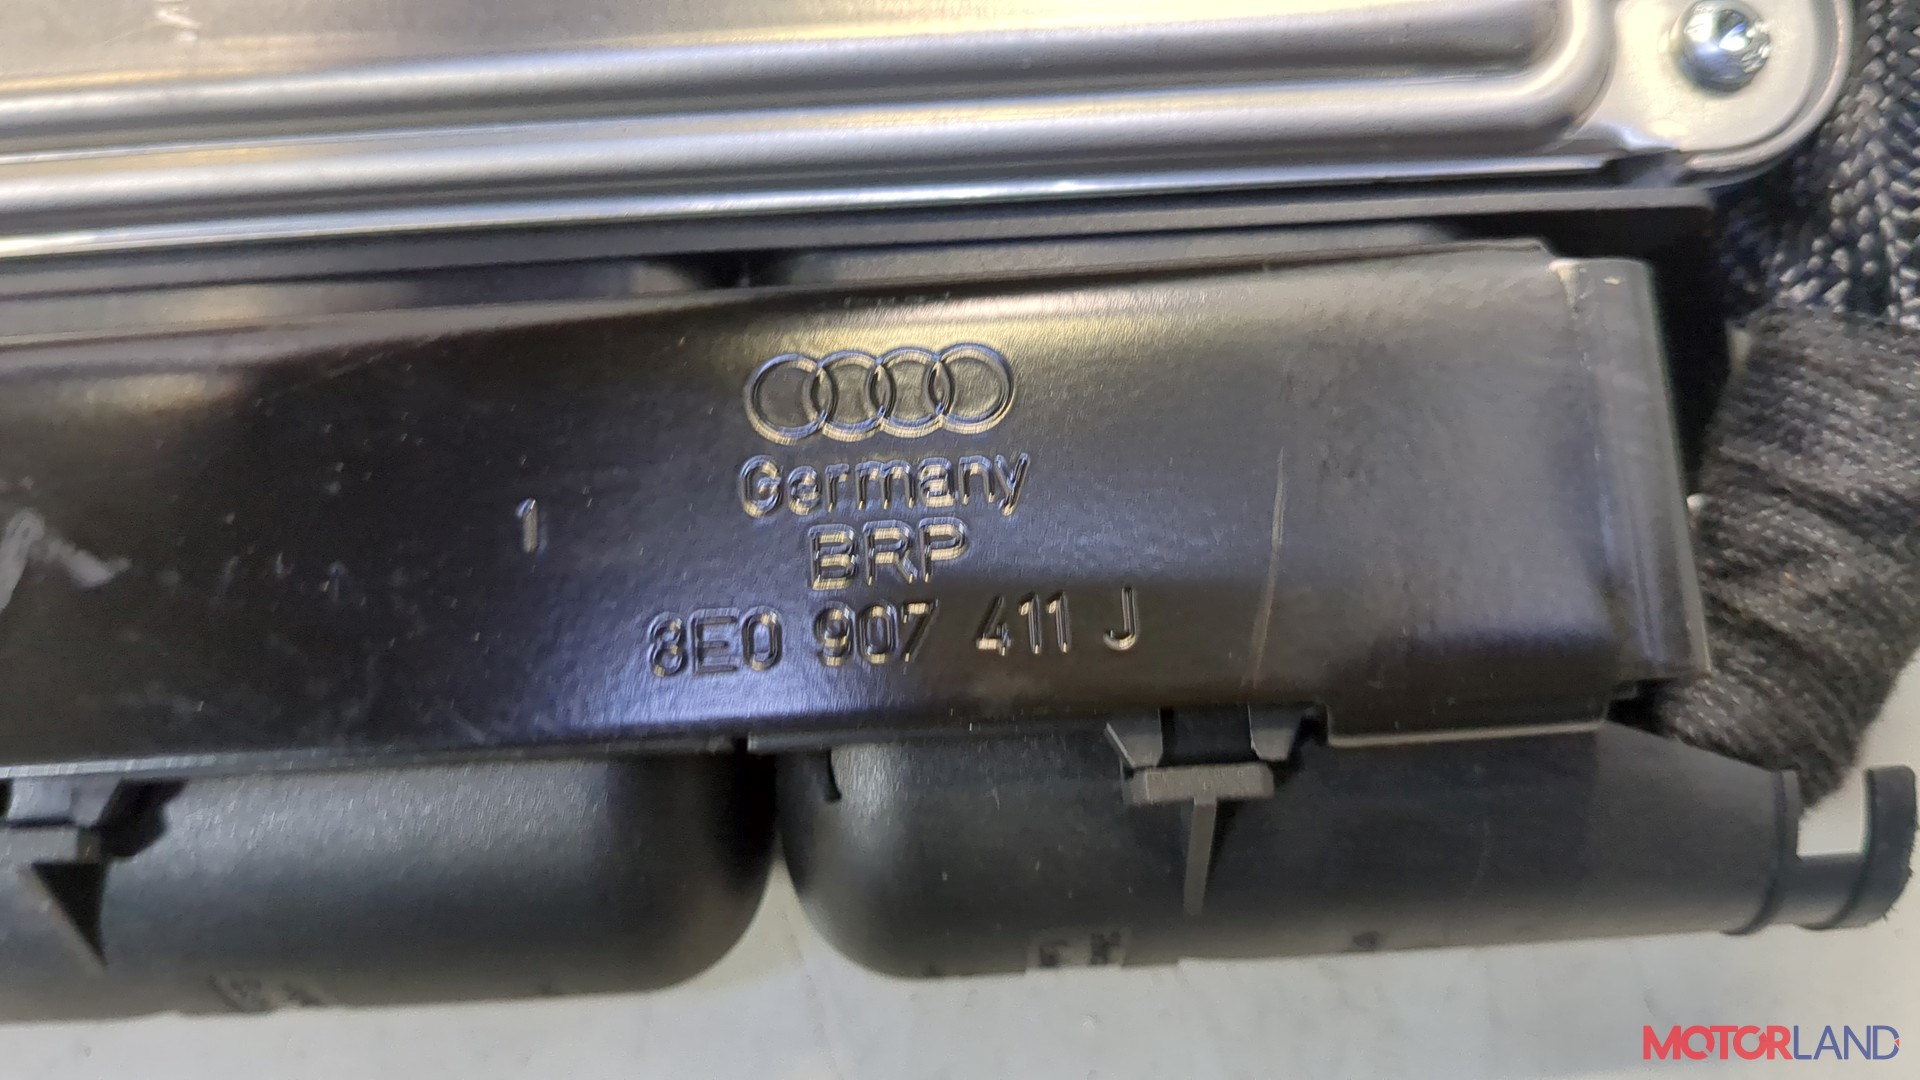 Germany
1
BRP
8E0 907 411 J
MOTORLAND